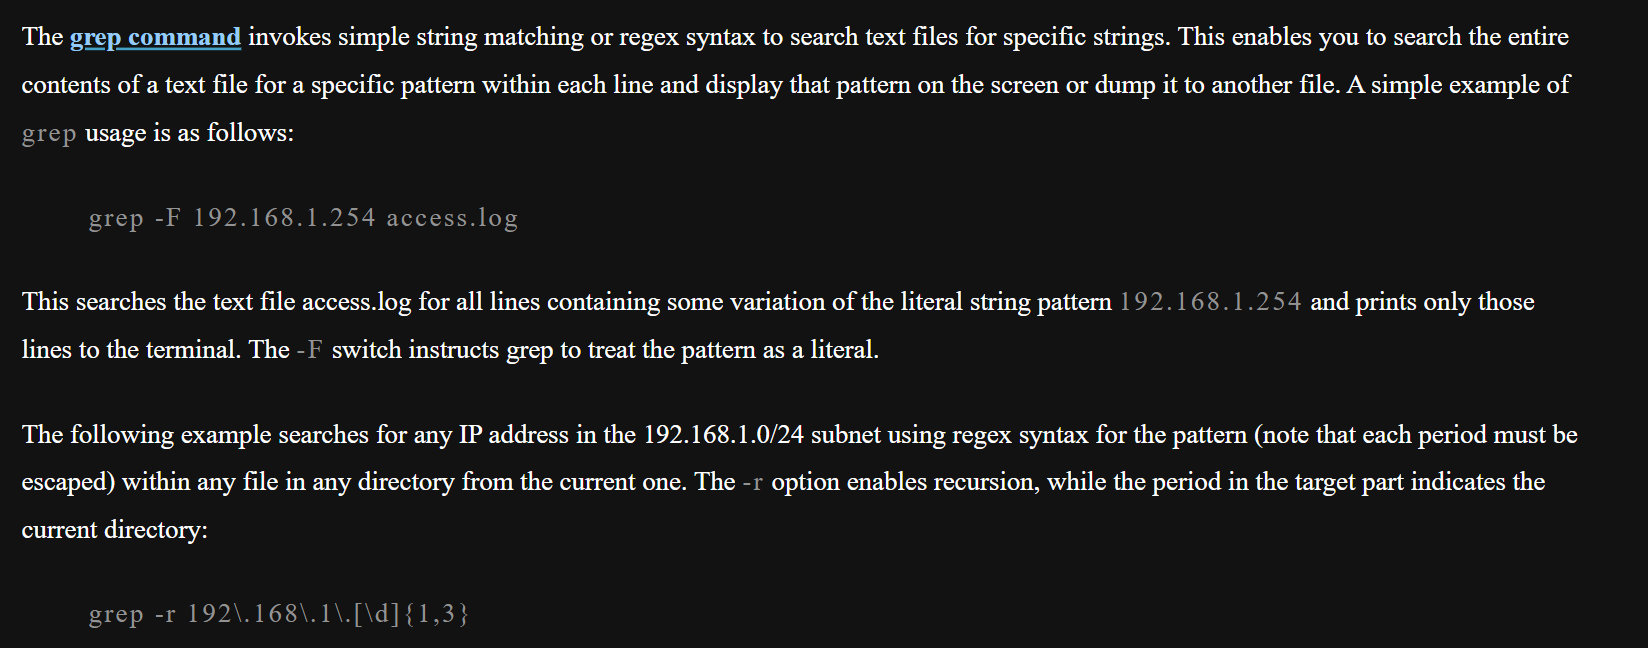 The grep command invokes simple string matching or regex syntax to search text files for specific strings. This enables you to search the entire
contents of a text file for a specific pattern within each line and display that pattern on the screen or dump it to another file. A simple example of
grep usage is as follows:
grep -F 192.168.1.254 access.log
This searches the text file access.log for all lines containing some variation of the literal string pattern 192.168.1.254 and prints only those
lines to the terminal. The -F switch instructs grep to treat the pattern as a literal.
The following example searches for any IP address in the 192.168.1.0/24 subnet using regex syntax for the pattern (note that each period must be
escaped) within any file in any directory from the current one. The -r option enables recursion, while the period in the target part indicates the
current directory:
grep -r 192\.168\.1\.[\d]{1,3}